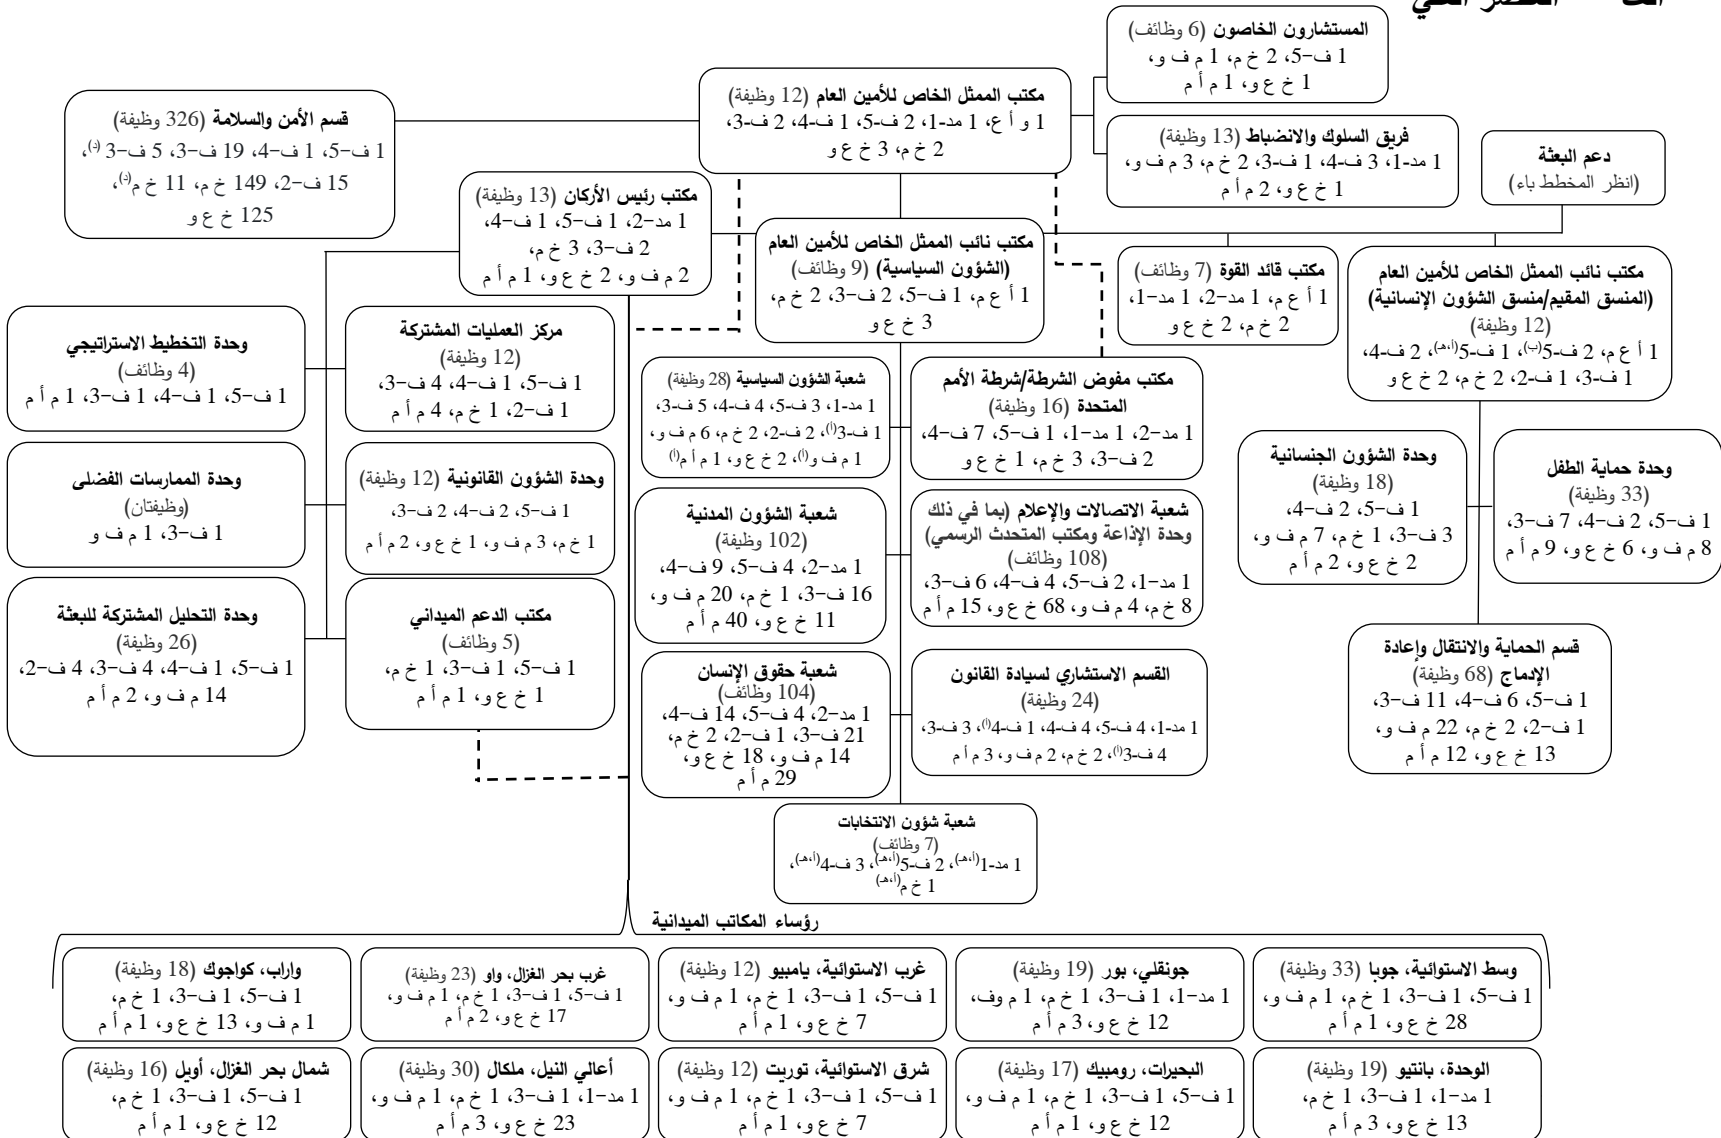 المستشارون الخاصون (6 وظائف)
1 ف-5، 2 خ م، 1 م ف و،
1 خ ع و، 1 م أ م
مكتب الممثل الخاص للأمين العام (12 وظيفة)
1 و أ ع، 1 مد-1، 2 ف-5، 1 ف-4، 2 ف-3،
2 خ م، 3 خ ع و
قسم الأمن والسلامة (326 وظيفة)
1 ف-5، 1 ف-4، 19 ف-3، 5 ف-3 (د)،
15 ف-2، 149 خ م، 11 خ م(د)،
125 خ ع و
فريق السلوك والانضباط (13 وظيفة)
1 مد-1، 3 ف-4، 1 ف-3، 2 خ م، 3 م ف و،
1 خ ع و، 2 م أ م
دعم البعثة
(انظر المخطط باء)
مكتب رئيس الأركان (13 وظيفة)
1 مد-2، 1 ف-5، 1 ف-4،
2 ف-3، 3 خ م،
2 م ف و، 2 خ ع و، 1 م أ م
مكتب نائب الممثل الخاص للأمين العام
(الشؤون السياسية) (9 وظائف)
1 أ ع م، 1 ف-5، 2 ف-3، 2 خ م،
3 خ ع و
مكتب قائد القوة (7 وظائف)
1 أ ع م، 1 مد-2، 1 مد-1،
2 خ م، 2 خ ع و
مكتب نائب الممثل الخاص للأمين العام
(المنسق المقيم/منسق الشؤون الإنسانية)
(12 وظيفة)
1 أ ع م، 2 ف-5(ب)، 1 ف-5(أ،هـ)، 2 ف-4،
1 ف-3، 1 ف-2، 2 خ م، 2 خ ع و
مركز العمليات المشتركة
(12 وظيفة)
1 ف-5، 1 ف-4، 4 ف-3،
1 ف-2، 1 خ م، 4 م أ م
وحدة التخطيط الاستراتيجي
(4 وظائف)
1 ف-5، 1 ف-4، 1 ف-3، 1 م أ م
شعبة الشؤون السياسية (28 وظيفة)
1 مد-1، 3 ف-5، 4 ف-4، 5 ف-3،
1 ف-3(أ)، 2 ف-2، 2 خ م، 6 م ف و،
1 م ف و(أ)، 2 خ ع و، 1 م أ م(أ)
مكتب مفوض الشرطة/شرطة الأمم
المتحدة (16 وظيفة)
1 مد-2، 1 مد-1، 1 ف-5، 7 ف-4،
2 ف-3، 3 خ م، 1 خ ع و
وحدة الشؤون الجنسانية
(18 وظيفة)
1 ف-5، 2 ف-4،
3 ف-3، 1 خ م، 7 م ف و،
2 خ ع و، 2 م أ م
وحدة حماية الطفل
(33 وظيفة)
1 ف-5، 2 ف-4، 7 ف-3،
8 م ف و، 6 خ ع و، 9 م أ م
وحدة الشؤون القانونية (12 وظيفة)
1 ف-5، 2 ف-4، 2 ف-3،
1 خ م، 3 م ف و، 1 خ ع و، 2 م أ م
وحدة الممارسات الفضلى
(وظيفتان)
1 ف-3، 1 م ف و
شعبة الشؤون المدنية
(102 وظيفة)
1 مد-2، 4 ف-5، 9 ف-4،
16 ف-3، 1 خ م، 20 م ف و،
11 خ ع و، 40 م أ م
شعبة الاتصالات والإعلام (بما في ذلك
وحدة الإذاعة ومكتب المتحدث الرسمي)
(108 وظائف)
1 مد-1، 2 ف-5، 4 ف-4، 6 ف-3،
8 خ م، 4 م ف و، 68 خ ع و، 15 م أ م
مكتب الدعم الميداني
(5 وظائف)
1 ف-5، 1 ف-3، 1 خ م،
1 خ ع و، 1 م أ م
وحدة التحليل المشتركة للبعثة
(26 وظيفة)
1 ف-5، 1 ف-4، 4 ف-3، 4 ف-2،
14 م ف و، 2 م أ م
شعبة حقوق الإنسان
(104 وظائف)
1 مد-2، 4 ف-5، 14 ف-4،
21 ف-3، 1 ف-2، 2 خ م،
14 م ف و، 18 خ ع و،
29 م أ م
القسم الاستشاري لسيادة القانون
(24 وظيفة)
1 مد-1، 4 ف-5، 4 ف-4، 1 ف-4(أ)، 3 ف-3،
4 ف-3(أ)، 2 خ م، 2 م ف و، 3 م أ م
قسم الحماية والانتقال وإعادة
الإدماج (68 وظيفة)
1 ف-5، 6 ف-4، 11 ف-3،
1 ف-2، 2 خ م، 22 م ف و،
13 خ ع و، 12 م أ م
شعبة شؤون الانتخابات
(7 وظائف)
1 مد-1(أ،هـ)، 2 ف-5(أ،هـ)، 3 ف-4(أ،هـ)،
1 خ م(أ،هـ)
رؤساء المكاتب الميدانية
وسط الاستوائية، جوبا (33 وظيفة)
1 ف-5، 1 ف-3، 1 خ م، 1 م ف و،
28 خ ع و، 1 م أ م
جونقلي، بور (19 وظيفة)
1 مد-1، 1 ف-3، 1 خ م، 1 م وف،
12 خ ع و، 3 م أ م
غرب الاستوائية، يامبيو (12 وظيفة)
1 ف-5، 1 ف-3، 1 خ م، 1 م ف و،
7 خ ع و، 1 م أ م
غرب بحر الغزال، واو (23 وظيفة)
1 ف-5، 1 ف-3، 1 خ م، 1 م ف و،
17 خ ع و، 2 م أ م
واراب، كواجوك (18 وظيفة)
1 ف-5، 1 ف-3، 1 خ م،
1 م ف و، 13 خ ع و، 1 م أ م
الوحدة، بانتيو (19 وظيفة)
1 مد-1، 1 ف-3، 1 خ م،
13 خ ع و، 3 م أ م
البحيرات، رومبيك (17 وظيفة)
1 ف-5، 1 ف-3، 1 خ م، 1 م ف و،
12 خ ع و، 1 م أ م
شرق الاستوائية، توريت (12 وظيفة)
1 ف-5، 1 ف-3، 1 خ م، 1 م ف و،
7 خ ع و، 1 م أ م
أعالي النيل، ملكال (30 وظيفة)
1 مد-1، 1 ف-3، 1 خ م، 1 م ف و،
23 خ ع و، 3 م أ م
شمال بحر الغزال، أويل (16 وظيفة)
1 ف-5، 1 ف-3، 1 خ م،
12 خ ع و، 1 م أ م